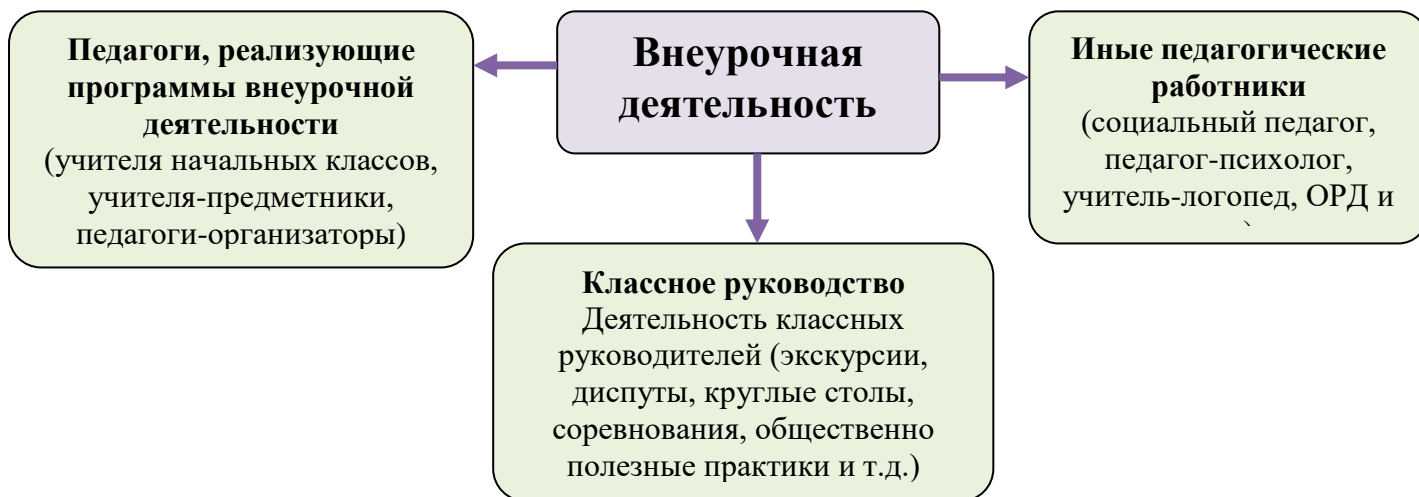 Педагоги, реализующие
программы внеурочной
деятельности
(учителя начальных классов,
учителя-предметники,
педагоги-организаторы)
Внеурочная
деятельность
Иные педагогические
работники
(социальный педагог,
педагог-психолог,
учитель-логопед, ОРД и
Классное руководство
Деятельность классных
руководителей (экскурсии,
диспуты, круглые столы,
соревнования, общественно
полезные практики и т.д.)